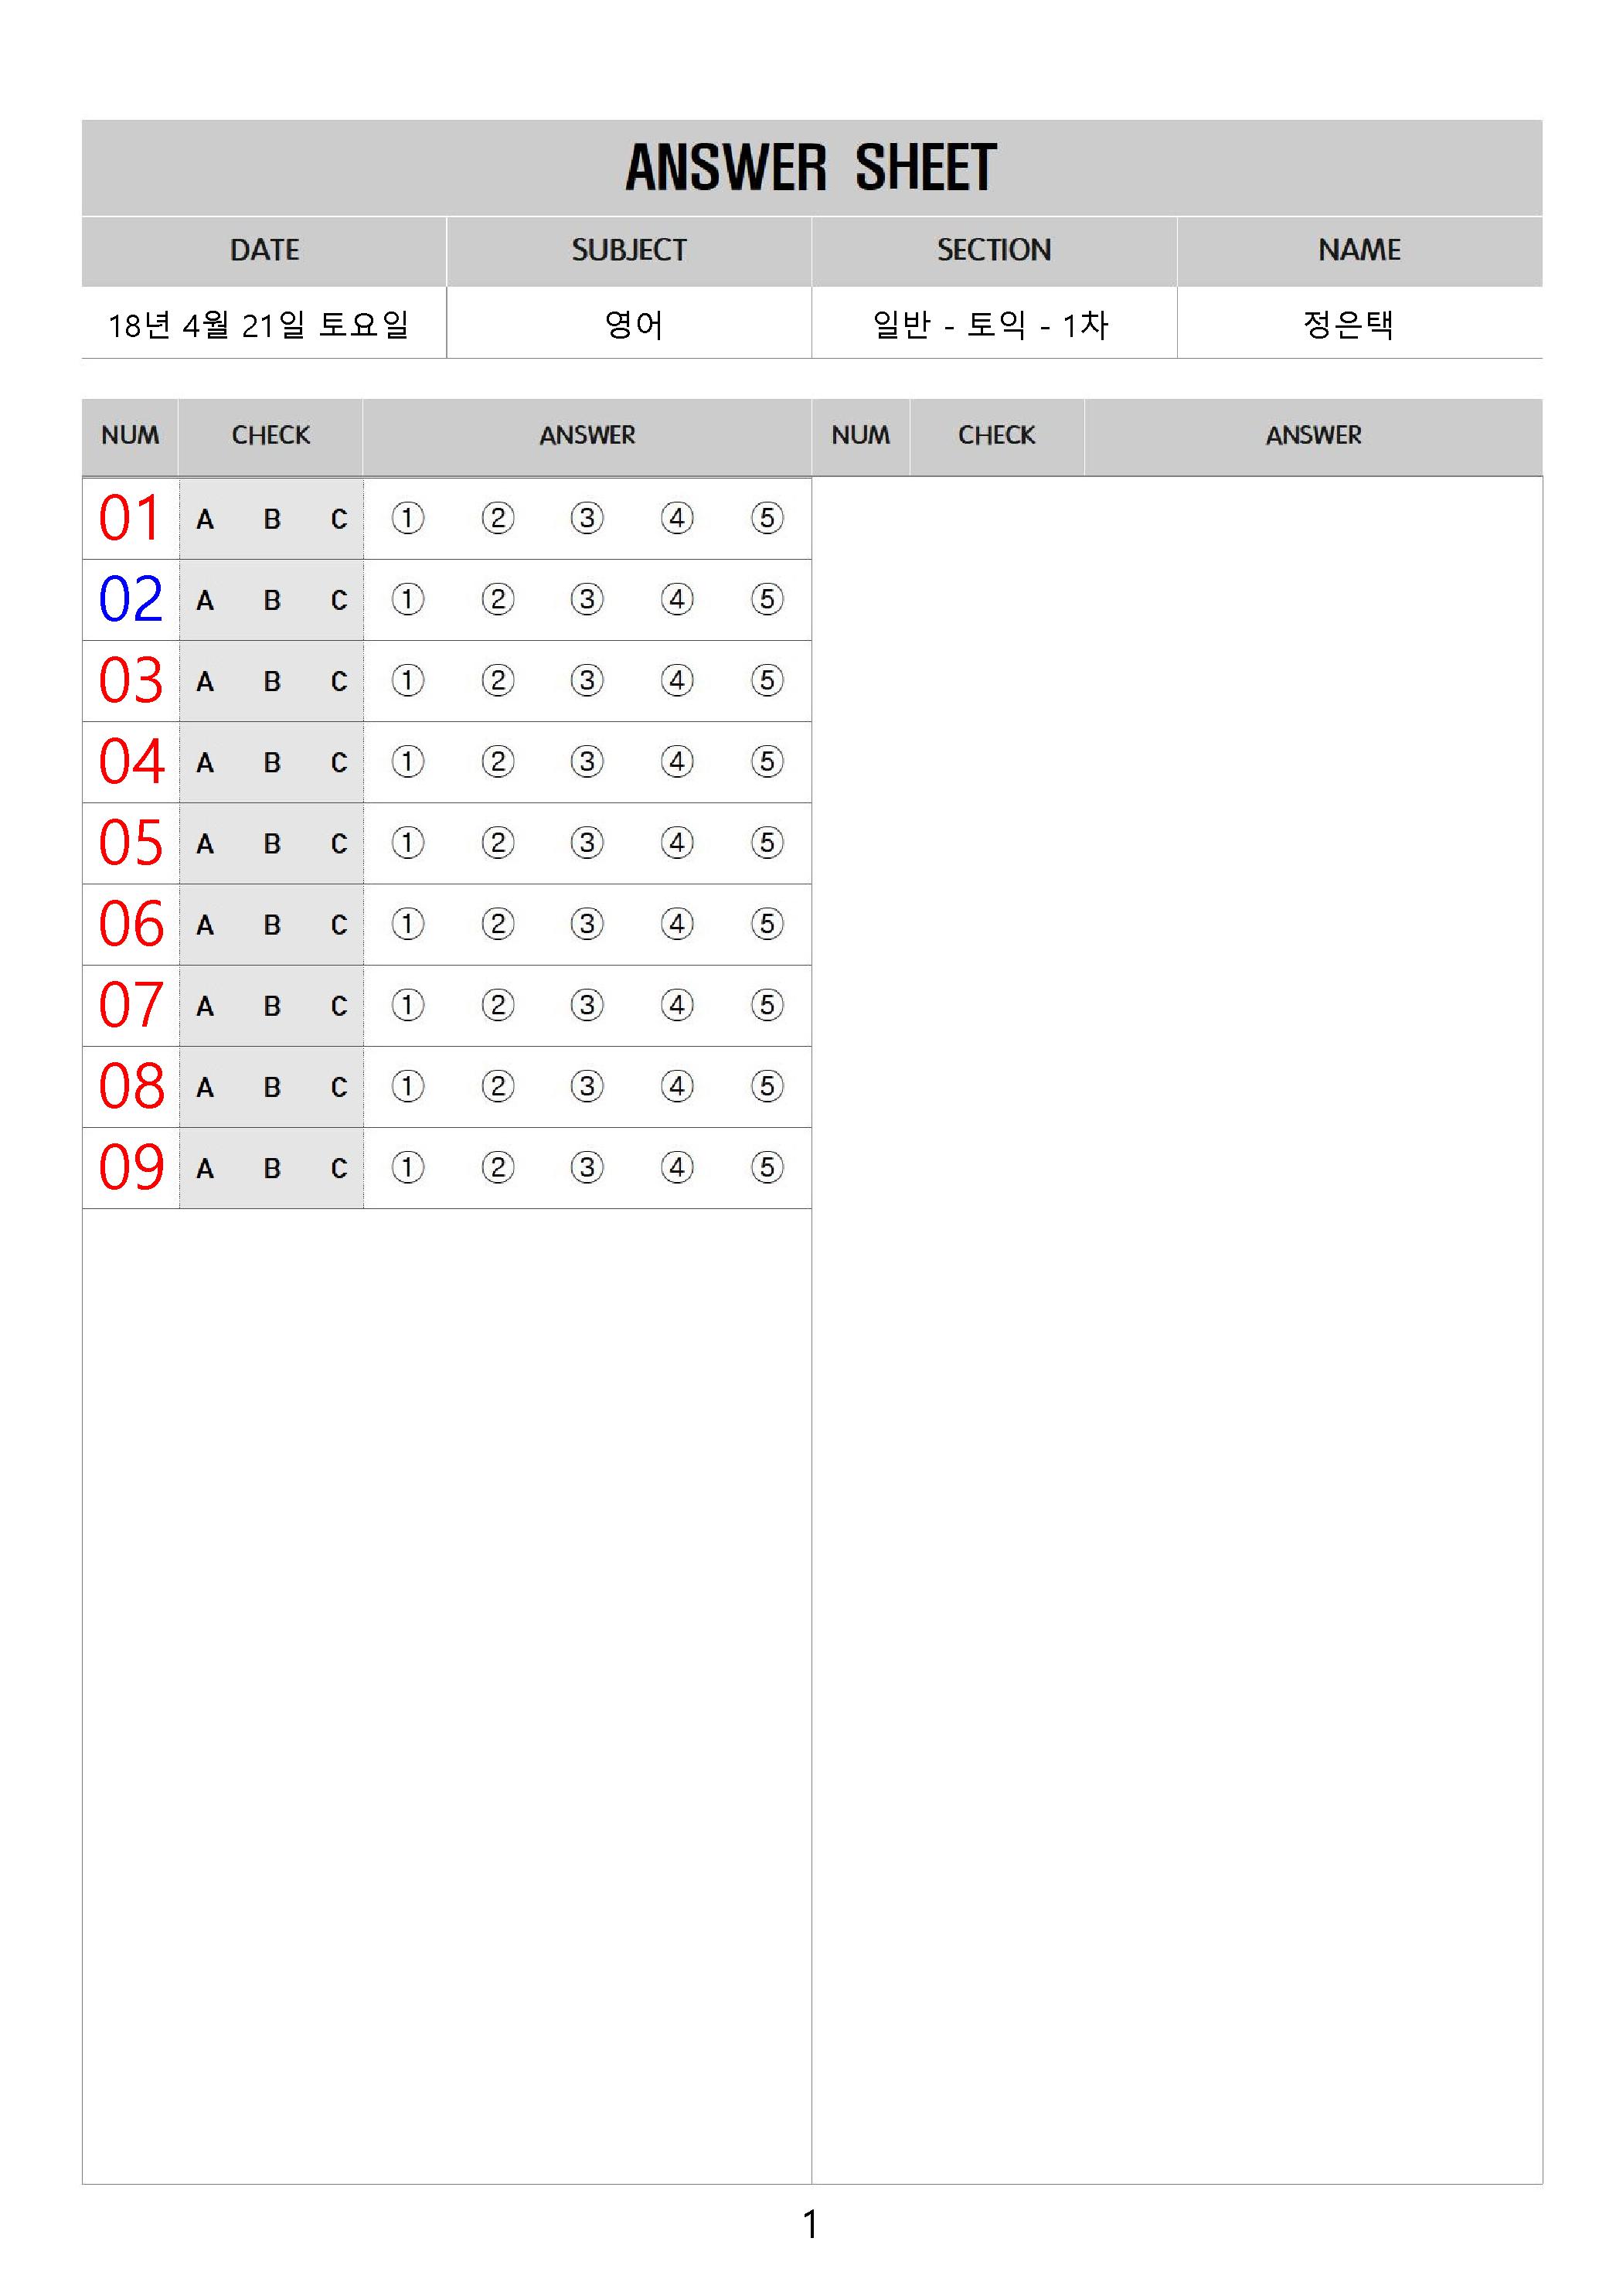 ANSWER SHEET
DATE SUBJECT SECTION NAME
18년 4월 21일 토요일 영어 일반 - 토익 - 1차 정은택
NUM CHECK ANSWER NUM CHECK ANSWER
01 A B C ① ② ③ ④ ⑤
02 A B C ① ② ③ ④ ⑤
03 A B C ① ② ③ ④ ⑤
04 A B C ① ② ③ ④ ⑤
05 A B C ① ② ③ ④ ⑤
06 A B C ① ② ③ ④ ⑤
07 A B C ① ② ③ ④ ⑤
08 A B C ① ② ③ ④ ⑤
09 A B C ① ② ③ ④ ⑤
1